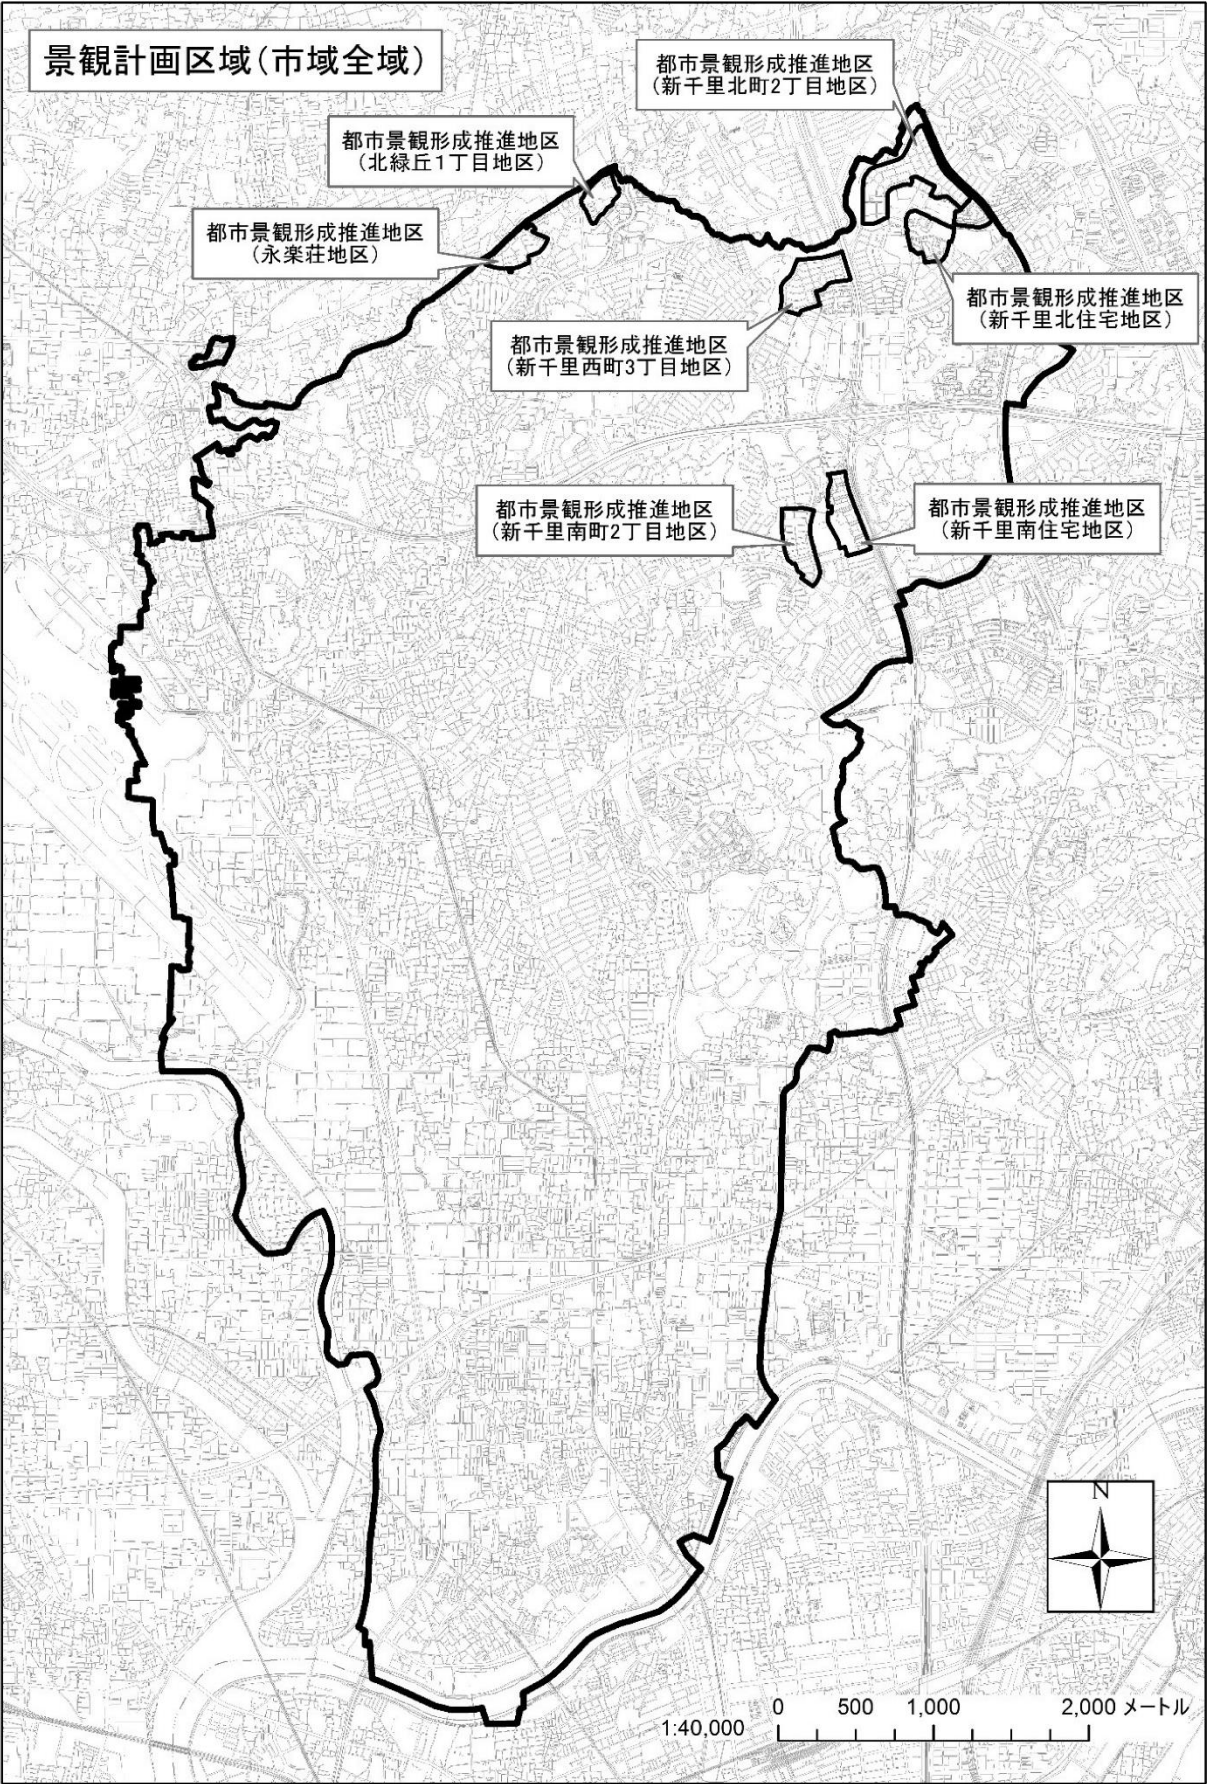 景観計画区域(市域全域)
都市景観形成推進地区
(新千里北町2丁目地区)
都市景観形成推進地区
(北緑丘1丁目地区)
都市景観形成推進地区
(永楽荘地区)
都市景観形成推進地区
(新千里北住宅地区)
都市景観形成推進地区
(新千里西町3丁目地区)
都市景観形成推進地区
(新千里南町2丁目地区)
都市景観形成推進地区
(新千里南住宅地区)
N
0 500 1,000 2,000 メートル
1:40,000